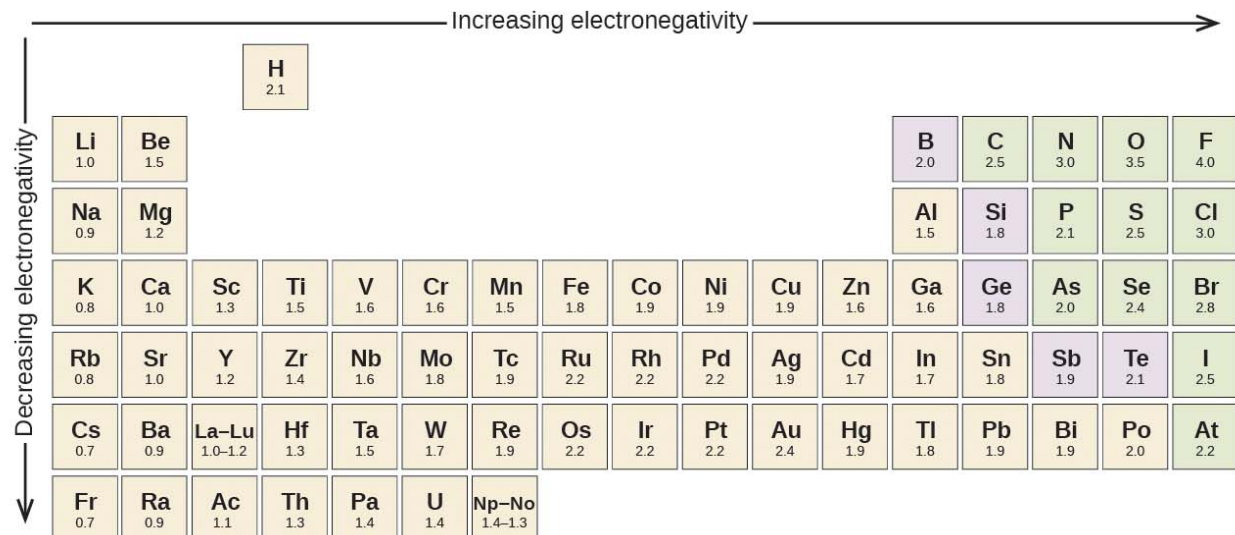 Increasing electronegativity
Decreasing electronegativity
H
2.1
Li Be B C N O F
1.0 1.5 2.0 2.5 3.0 3.5 4.0
Na Mg Al Si P S Cl
0.9 1.2 1.5 1.8 2.1 2.5 3.0
K Ca Sc Ti V Cr Mn Fe Co Ni Cu Zn Ga Ge As Se Br
0.8 1.0 1.3 1.5 1.6 1.6 1.5 1.8 1.9 1.9 1.9 1.6 1.6 1.8 2.0 2.4 2.8
Rb Sr Y Zr Nb Mo Tc Ru Rh Pd Ag Cd In Sn Sb Te I
0.8 1.0 1.2 1.4 1.6 1.8 1.9 2.2 2.2 2.2 1.9 1.7 1.7 1.8 1.9 2.1 2.5
Cs Ba La–Lu Hf Ta W Re Os Ir Pt Au Hg Tl Pb Bi Po At
0.7 0.9 1.0–1.2 1.3 1.5 1.7 1.9 2.2 2.2 2.2 2.4 1.9 1.8 1.9 1.9 2.0 2.2
Fr Ra Ac Th Pa U Np–No
0.7 0.9 1.1 1.3 1.4 1.4 1.4–1.3